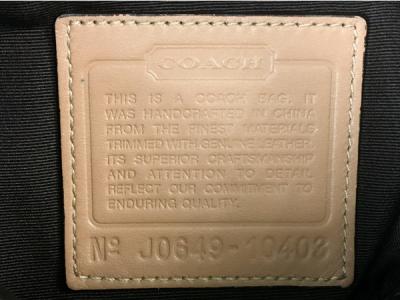 COACH
THIS IS A COACH BAG. IT
WAS HANDCRAFTED IN CHINA
FROM THE FINEST MATERIALS
TRIMMED WITH GENUINE LEATHER.
ITS SUPERIOR CRAFTSMANSHIP
AND ATTENTION TO DETAIL
REFLECT OUR COMMITMENT TO
ENDURING QUALITY.
Nº J0649-10403